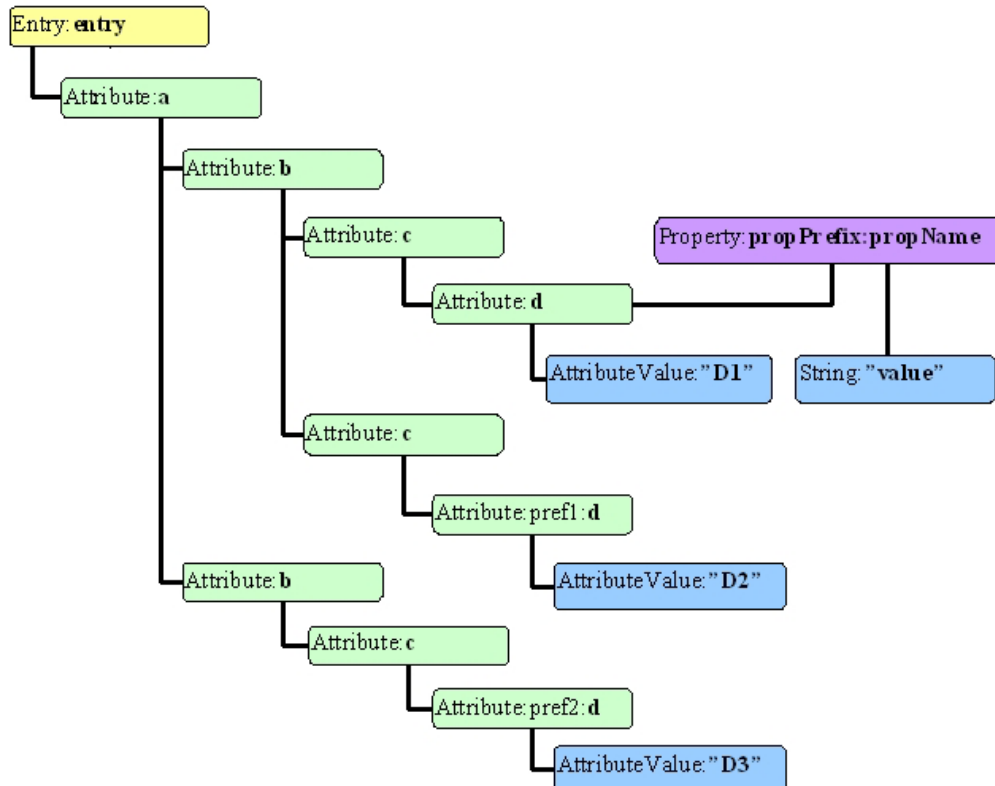 Entry: entry
Attribute:a
Attribute: b
Attribute: c
Property: propPrefix:propName
Attribute: d
AttributeValue:”D1”
String:”value”
Attribute: c
Attribute: pref1: d
Attribute: b
AttributeValue:”D2”
Attribute: c
Attribute: pref2: d
AttributeValue:”D3”